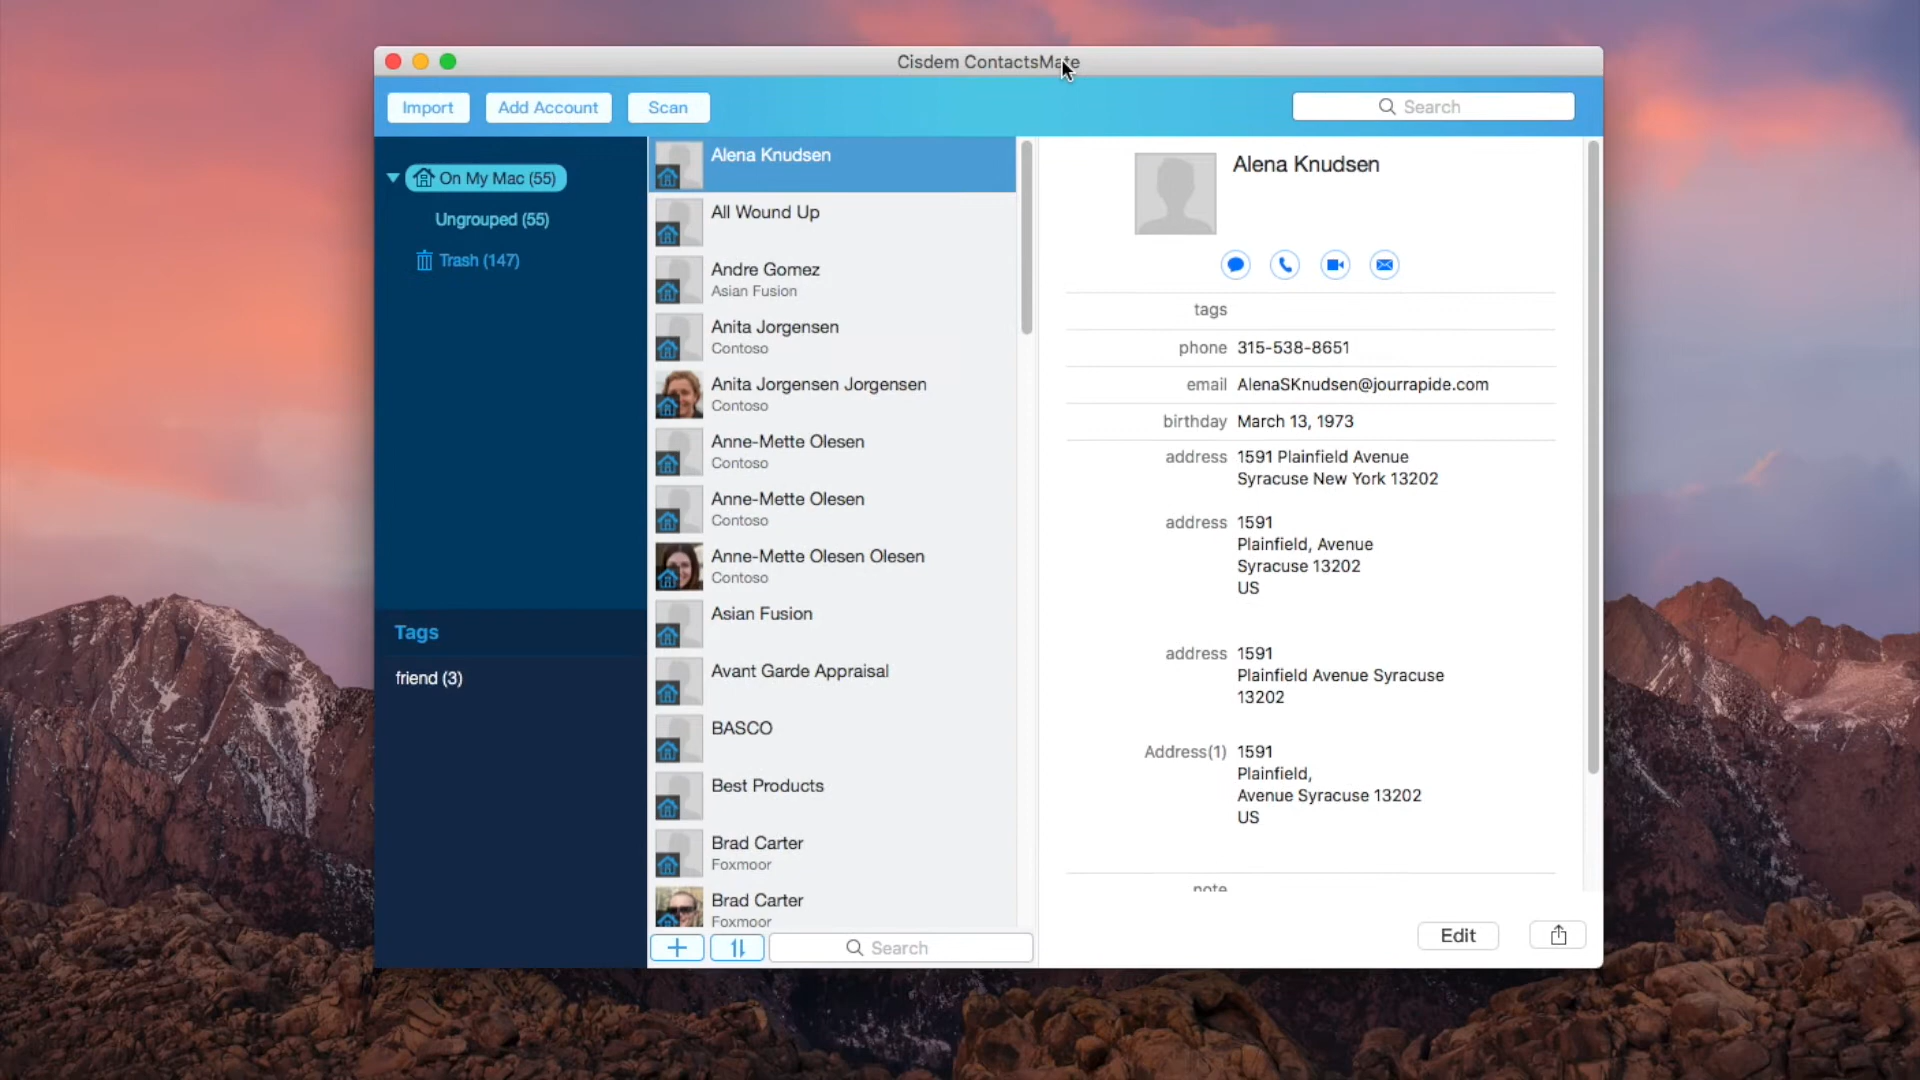 Cisdem ContactsMate
Import
Add Account
Scan
Search
On My Mac (55)
Ungrouped (55)
Trash (147)
Tags
friend (3)
Alena Knudsen
All Wound Up
Andre Gomez
Asian Fusion
Anita Jorgensen
Contoso
Anita Jorgensen Jorgensen
Contoso
Anne-Mette Olesen
Contoso
Anne-Mette Olesen
Contoso
Anne-Mette Olesen Olesen
Contoso
Asian Fusion
Avant Garde Appraisal
BASCO
Best Products
Brad Carter
Foxmoor
Brad Carter
Foxmoor
Search
Alena Knudsen
tags
phone 315-538-8651
email AlenaSKnudsen@jourrapide.com
birthday March 13, 1973
address 1591 Plainfield Avenue
Syracuse New York 13202
address 1591
Plainfield, Avenue
Syracuse 13202
US
address 1591
Plainfield Avenue Syracuse
13202
Address(1) 1591
Plainfield,
Avenue Syracuse 13202
US
note
Edit